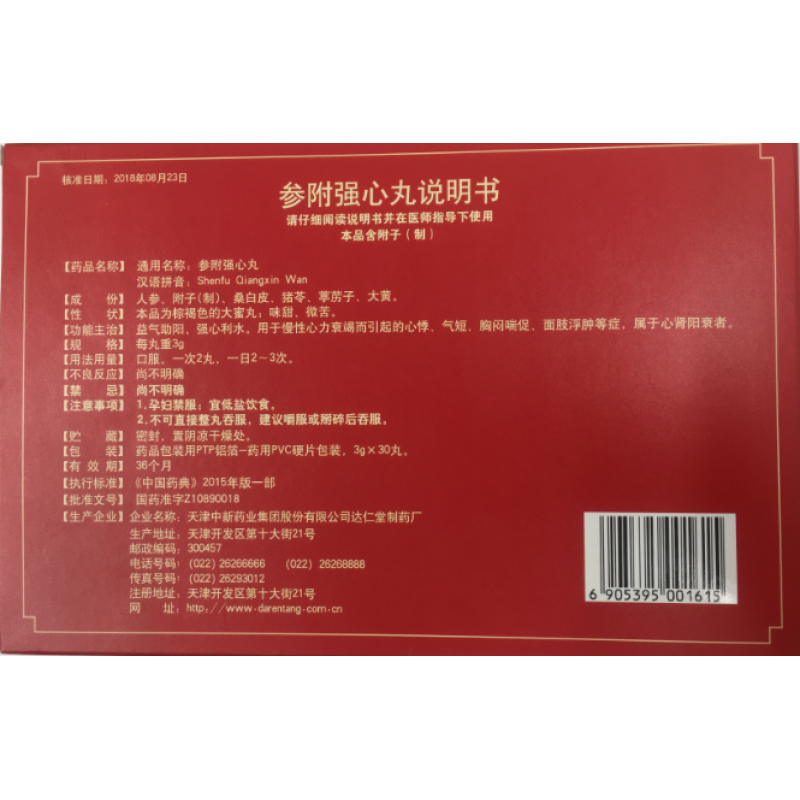 核准日期：2018年08月23日
参附强心丸说明书
请仔细阅读说明书并在医师指导下使用
本品含附子（制）
【药品名称】 通用名称：参附强心丸
汉语拼音：Shenfu Qiangxin Wan
【成　份】 人参、附子(制)、桑白皮、猪苓、葶苈子、大黄。
【性　状】 本品为棕褐色的大蜜丸；味甜、微苦。
【功能主治】 益气助阳，强心利水。用于慢性心力衰竭而引起的心悸、气短、胸闷喘促、面肢浮肿等症，属于心肾阳衰者。
【规　格】 每丸重3g
【用法用量】 口服。一次2丸，一日2～3次。
【不良反应】 尚不明确
【禁　忌】 尚不明确
【注意事项】 1.孕妇禁服；宜低盐饮食。
2.不可直接整丸吞服，建议嚼服或掰碎后吞服。
【贮　藏】 密封，置阴凉干燥处。
【包　装】 药品包装用PTP铝箔-药用PVC硬片包装，3g×30丸。
【有 效 期】 36个月
【执行标准】 《中国药典》2015年版一部
【批准文号】 国药准字Z10890018
【生产企业】 企业名称：天津中新药业集团股份有限公司达仁堂制药厂
生产地址：天津开发区第十大街21号
邮政编码：300457
电话号码：(022) 26266666 (022) 26268888
传真号码：(022) 26293012
注册地址：天津开发区第十大街21号
网　址：http://www-darentang-com-cn
6 905395 001615